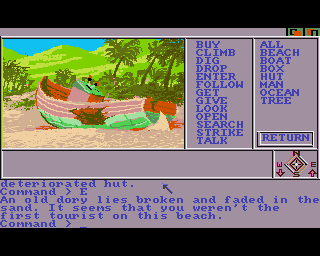 BUY ALL
CLIMB BEACH
DIG BOAT
DROP BOX
ENTER HUT
FOLLOW MAN
GET OCEAN
GIVE TREE
LOOK
OPEN
SEARCH RETURN
STRIKE
TALK
N
W E
S
deteriorated hut.
Command > E
An old dory lies broken and faded in the
sand. It seems that you weren't the
first tourist on this beach.
Command > _